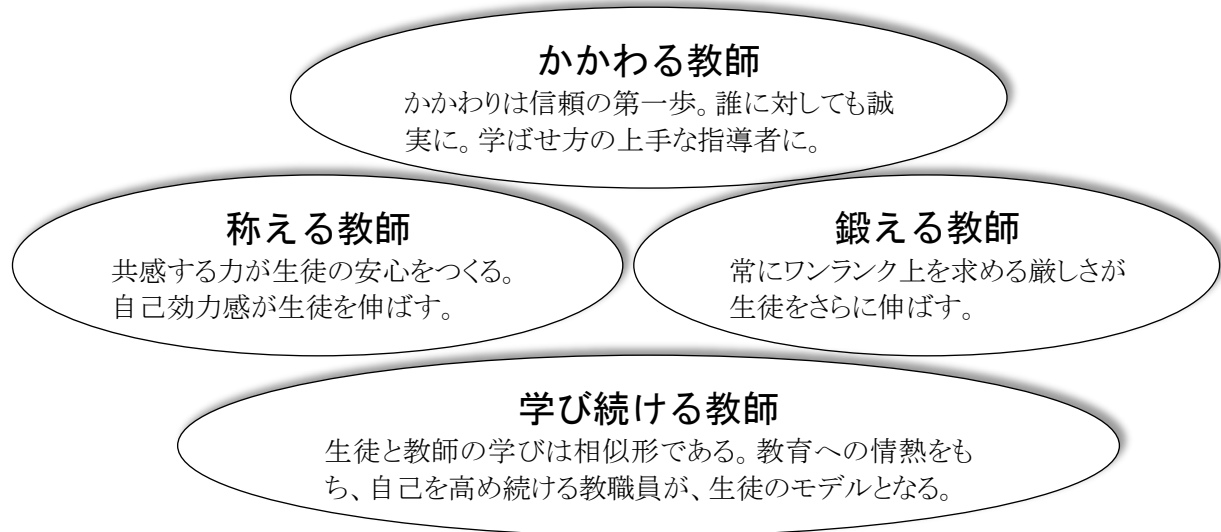 かかわる教師
かかわりは信頼の第一歩。誰に対しても誠
実に。学ばせ方の上手な指導者に。
称える教師
共感する力が生徒の安心をつくる。
自己効力感が生徒を伸ばす。
鍛える教師
常にワンランク上を求める厳しさが
生徒をさらに伸ばす。
学び続ける教師
生徒と教師の学びは相似形である。教育への情熱をも
ち、自己を高め続ける教職員が、生徒のモデルとなる。